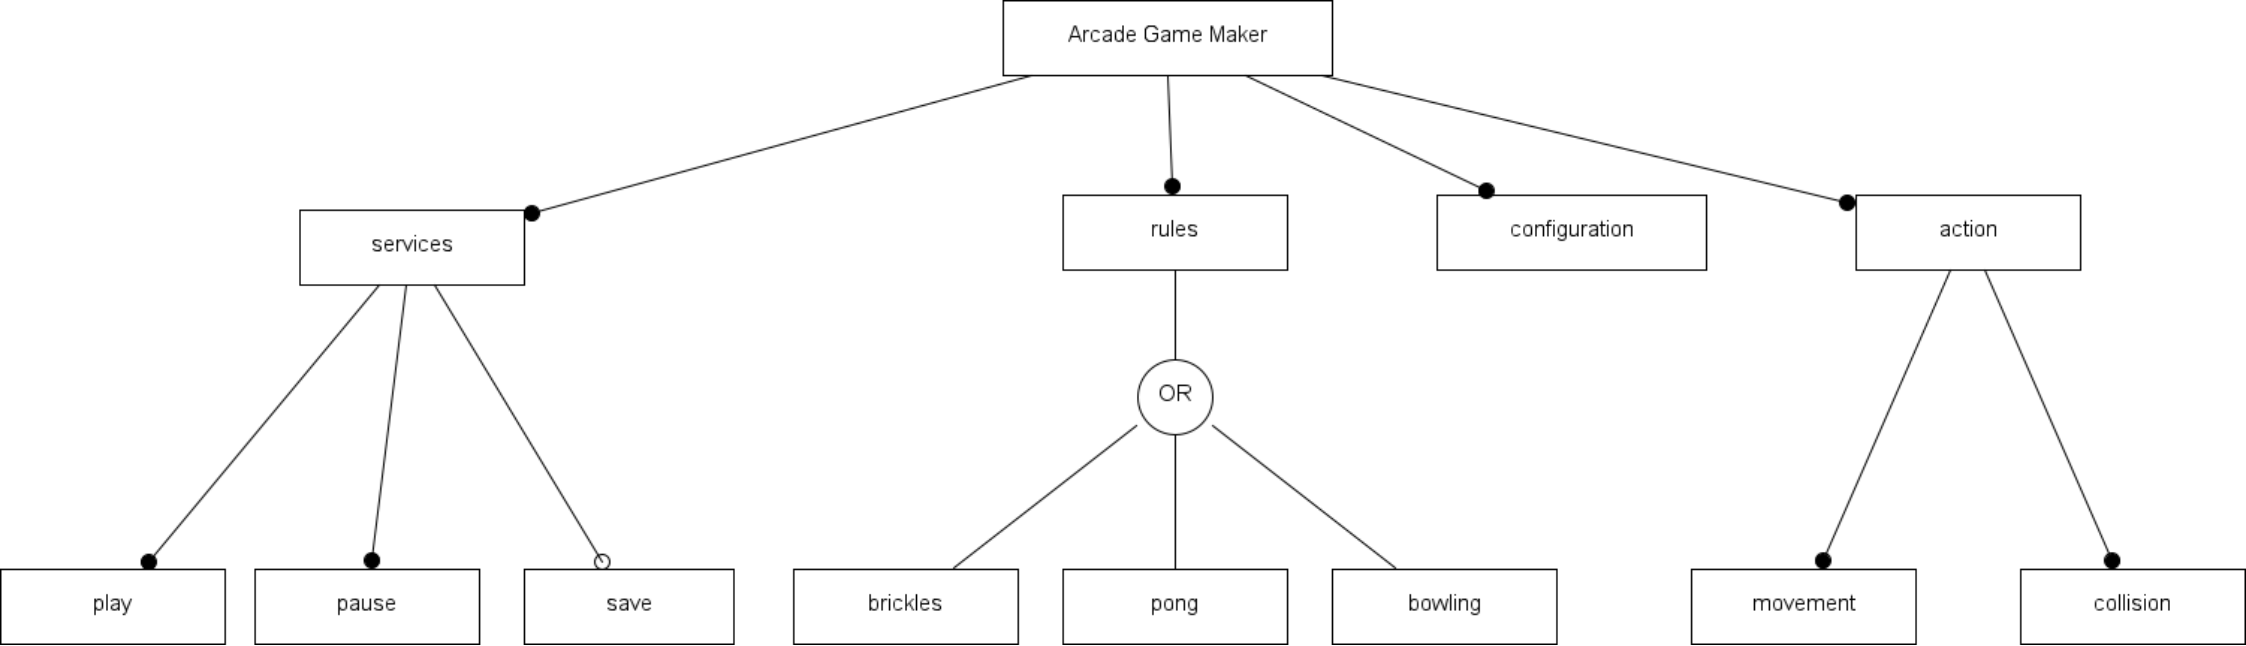 Arcade Game Maker
services
rules
configuration
action
OR
play
pause
save
brickles
pong
bowling
movement
collision